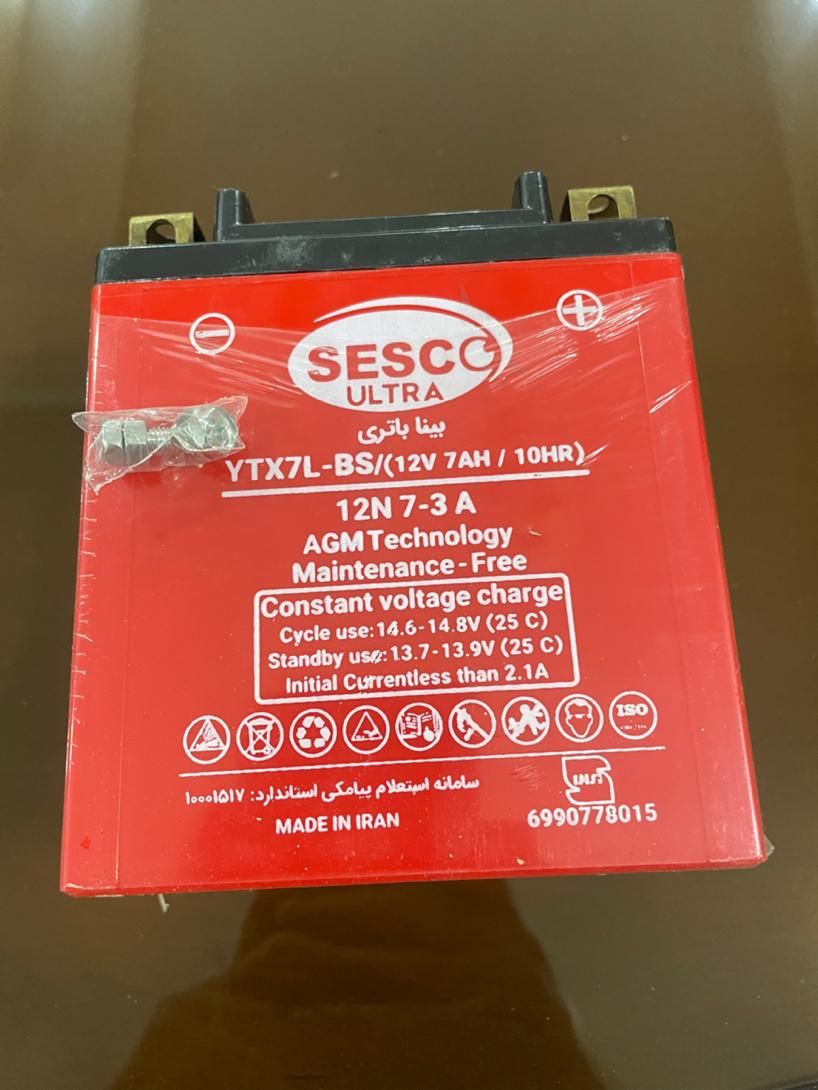 SESCO
ULTRA
بینا باتری
YTX7L-BS/(12V 7AH / 10HR)
12N 7-3 A
AGM Technology
Maintenance - Free
Constant voltage charge
Cycle use:14.6-14.8V (25 C)
Standby use:13.7-13.9V (25 C)
Initial Currentless than 2.1A
ISO
سامانه استعلام پیامکی استاندارد: ۱۰۰۰۱۵۱۷
MADE IN IRAN
6990778015